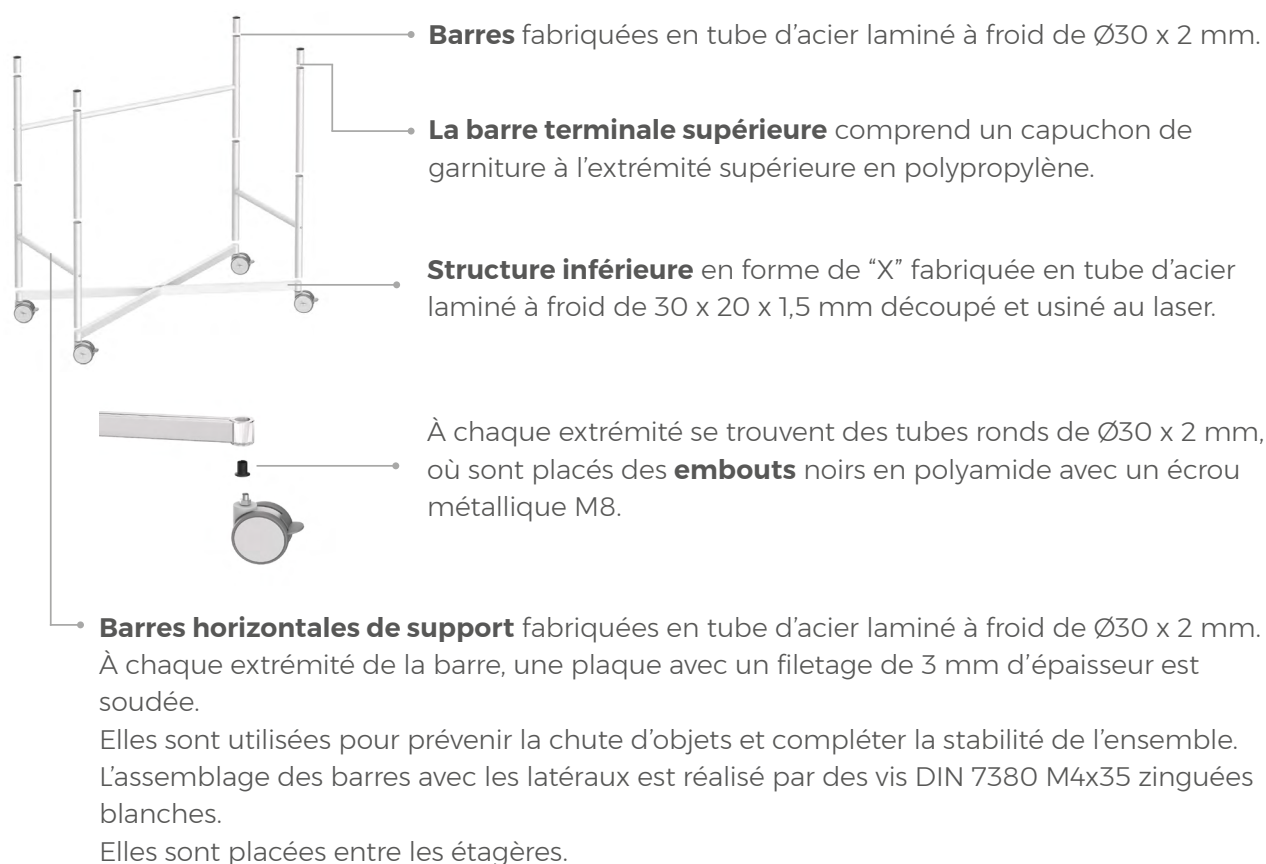 Barres fabriquées en tube d’acier laminé à froid de Ø30 x 2 mm.
La barre terminale supérieure comprend un capuchon de
garniture à l’extrémité supérieure en polypropylène.
Structure inférieure en forme de “X” fabriquée en tube d’acier
laminé à froid de 30 x 20 x 1,5 mm découpé et usiné au laser.
À chaque extrémité se trouvent des tubes ronds de Ø30 x 2 mm,
où sont placés des embouts noirs en polyamide avec un écrou
métallique M8.
Barres horizontales de support fabriquées en tube d’acier laminé à froid de Ø30 x 2 mm.
À chaque extrémité de la barre, une plaque avec un filetage de 3 mm d’épaisseur est
soudée.
Elles sont utilisées pour prévenir la chute d’objets et compléter la stabilité de l’ensemble.
L’assemblage des barres avec les latéraux est réalisé par des vis DIN 7380 M4x35 zinguées
blanches.
Elles sont placées entre les étagères.